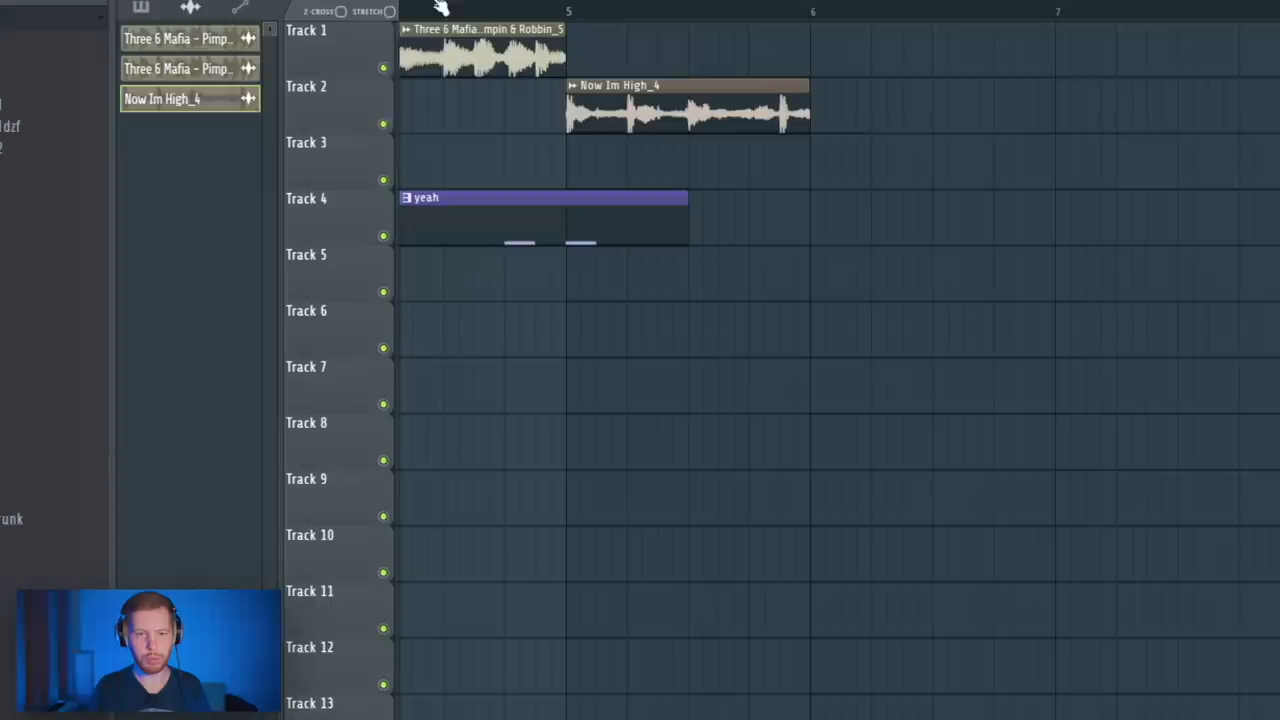 Z-CROSS STRETCH
5 6 7
Three 6 Mafia - Pimp..
Three 6 Mafia - Pimp..
Now Im High_4
dzf
2
runk
Track 1
Three 6 Mafia..mpin & Robbin_5
Track 2
Now Im High_4
Track 3
Track 4
yeah
Track 5
Track 6
Track 7
Track 8
Track 9
Track 10
Track 11
Track 12
Track 13